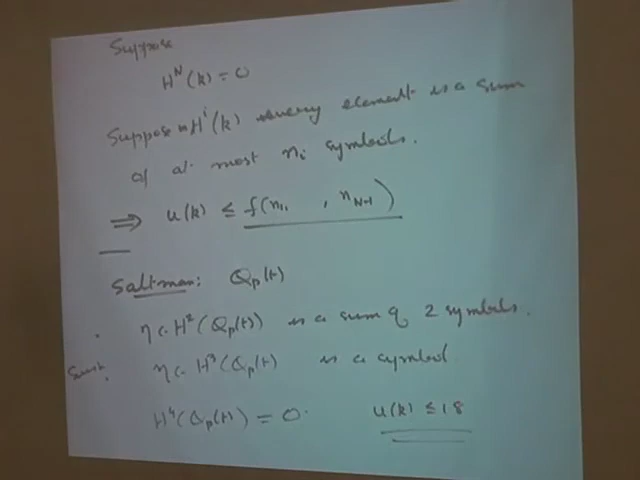 Suppose
H^N(k) = 0
Suppose in H^i(k) every element is a sum
of at most n_i symbols.
⟹ u(k) ≤ f(n_1, , n_{N-1})
Saltman: Q_p(t)
η ∈ H^2(Q_p(t)) is a sum of 2 symbols.
η ∈ H^3(Q_p(t)) is a symbol
H^4(Q_p(t)) = 0. u(k) ≤ 18